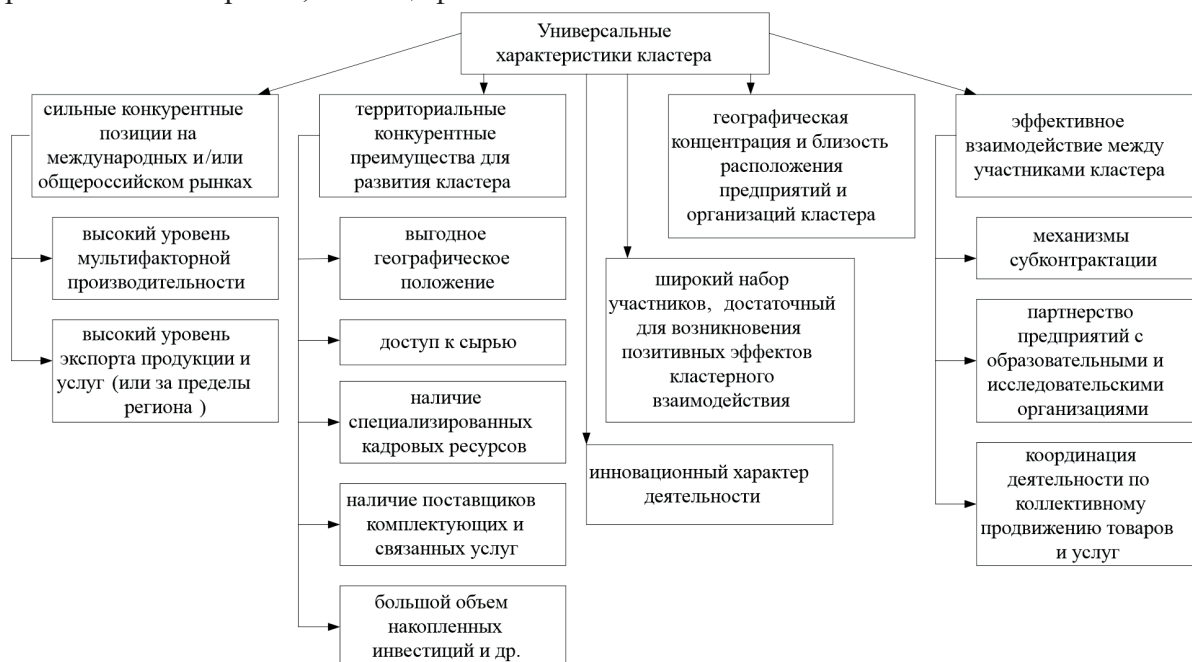 Универсальные
характеристики кластера
сильные конкурентные
позиции на
международных и/или
общероссийском рынках
высокий уровень
мультифакторной
производительности
высокий уровень
экспорта продукции и
услуг (или за пределы
региона )
территориальные
конкурентные
преимущества для
развития кластера
выгодное
географическое
положение
доступ к сырью
наличие
специализированных
кадровых ресурсов
наличие поставщиков
комплектующих и
связанных услуг
большой объем
накопленных
инвестиций и др.
инновационный характер
деятельности
широкий набор
участников, достаточный
для возникновения
позитивных эффектов
кластерного
взаимодействия
географическая
концентрация и близость
расположения
предприятий и
организаций кластера
эффективное
взаимодействие между
участниками кластера
механизмы
субконтрактации
партнерство
предприятий с
образовательными и
исследовательскими
организациями
координация
деятельности по
коллективному
продвижению товаров
и услуг